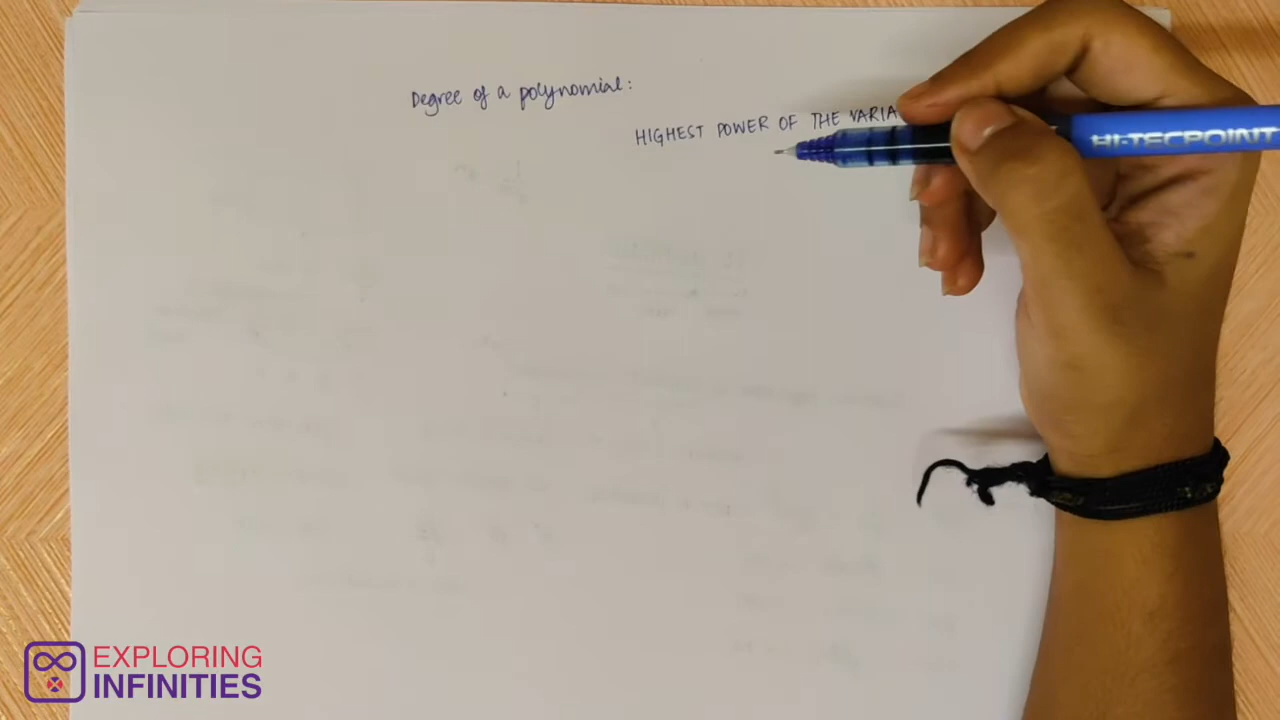 Degree of a polynomial:
HIGHEST POWER OF THE VARIA
HI-TECPOINT
EXPLORING
INFINITIES